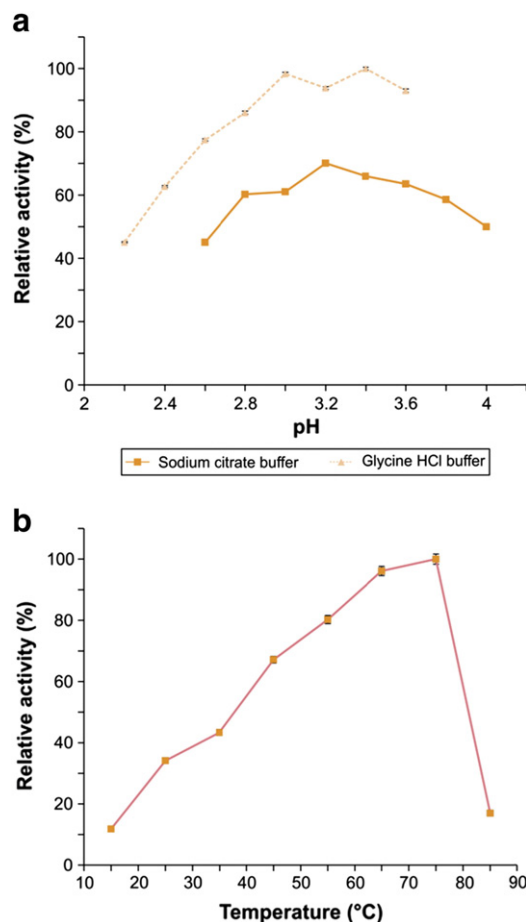 a
Relative activity (%)
100
80
60
40
20
0
2 2.4 2.8 3.2 3.6 4
pH
Sodium citrate buffer Glycine HCl buffer
b
Relative activity (%)
100
80
60
40
20
0
10 20 30 40 50 60 70 80 90
Temperature (°C)